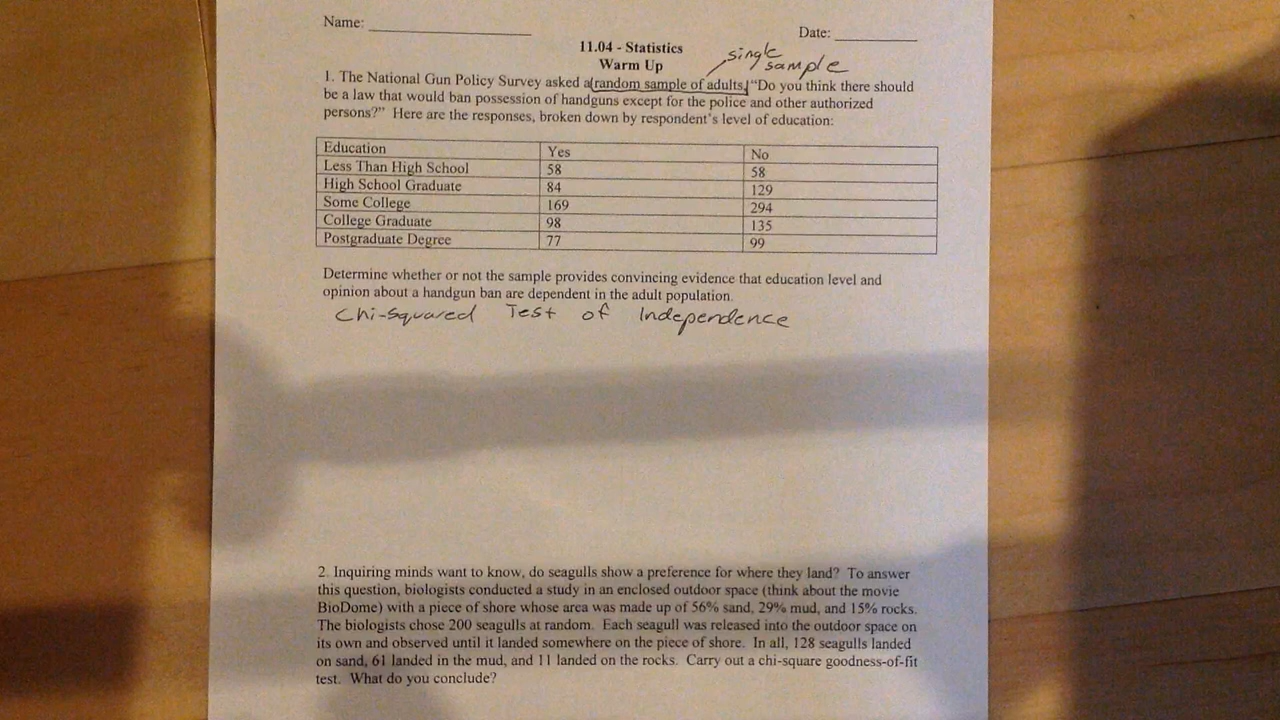 Name: ____________ Date: ____________
11.04 - Statistics
single
Warm Up
sample
1. The National Gun Policy Survey asked a random sample of adults, "Do you think there should
be a law that would ban possession of handguns except for the police and other authorized
persons?" Here are the responses, broken down by respondent's level of education:
Education Yes No
Less Than High School 58 58
High School Graduate 84 129
Some College 169 294
College Graduate 98 135
Postgraduate Degree 77 99
Determine whether or not the sample provides convincing evidence that education level and
opinion about a handgun ban are dependent in the adult population.
Chi-squared Test of Independence
2. Inquiring minds want to know, do seagulls show a preference for where they land? To answer
this question, biologists conducted a study in an enclosed outdoor space (think about the movie
BioDome) with a piece of shore whose area was made up of 56% sand, 29% mud, and 15% rocks.
The biologists chose 200 seagulls at random. Each seagull was released into the outdoor space on
its own and observed until it landed somewhere on the piece of shore. In all, 128 seagulls landed
on sand, 61 landed in the mud, and 11 landed on the rocks. Carry out a chi-square goodness-of-fit
test. What do you conclude?